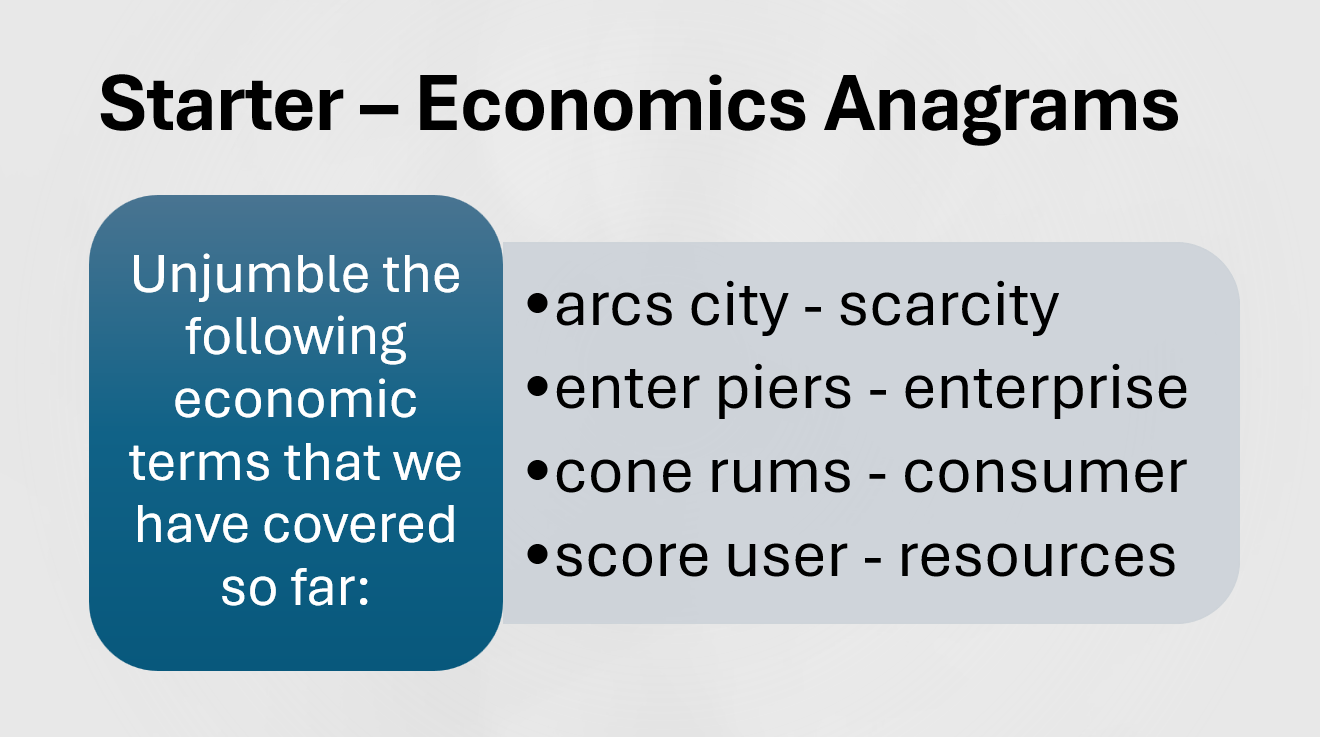 Starter – Economics Anagrams
Unjumble the
following
economic
terms that we
have covered
so far:
•arcs city - scarcity
•enter piers - enterprise
•cone rums - consumer
•score user - resources